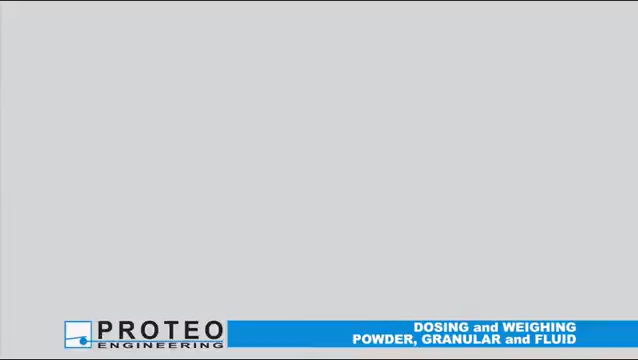 PROTEO
ENGINEERING
DOSING and WEIGHING
POWDER, GRANULAR and FLUID